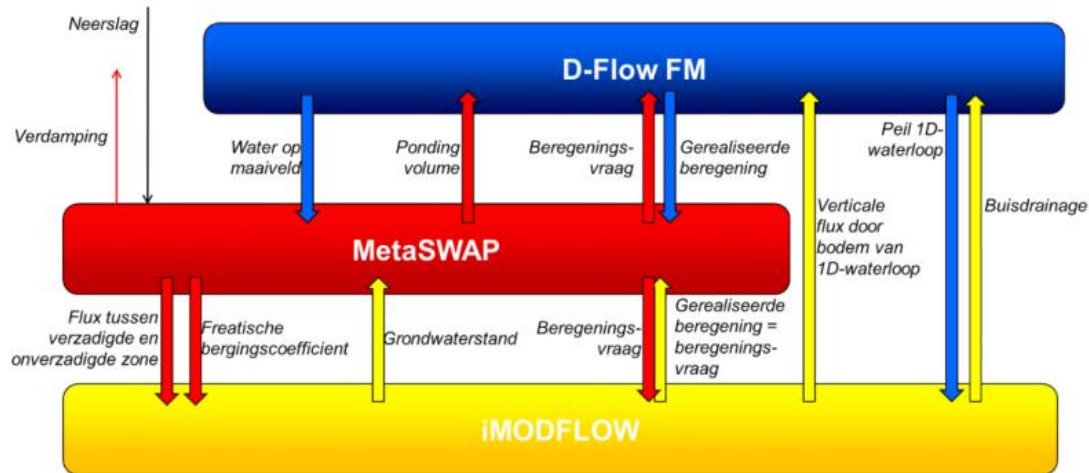 Neerslag
D-Flow FM
Verdamping
Water op
maaiveld
Ponding
volume
Beregenings-
vraag
Gerealiseerde
beregening
Peil 1D-
waterloop
Verticale
flux door
bodem van
1D-waterloop
Buisdrainage
MetaSWAP
Flux tussen
verzadigde en
onverzadigde zone
Freatische
bergingscoefficient
Grondwaterstand
Beregenings-
vraag
Gerealiseerde
beregening =
beregenings-
vraag
iMODFLOW